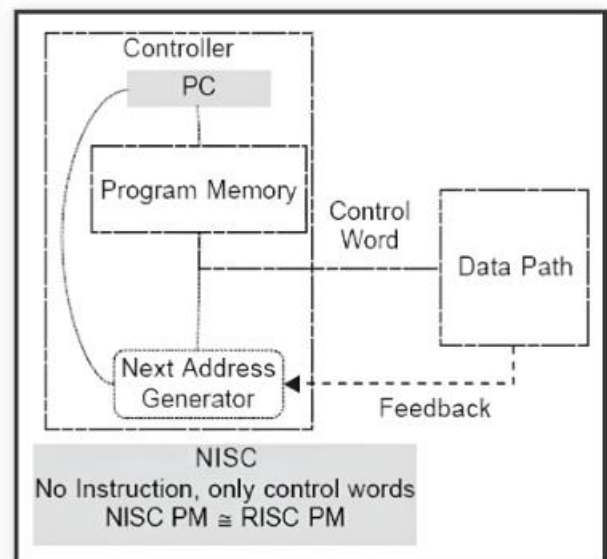 Controller
PC
Program Memory
Control
Word
Data Path
Next Address
Generator
Feedback
NISC
No Instruction, only control words
NISC PM ≅ RISC PM